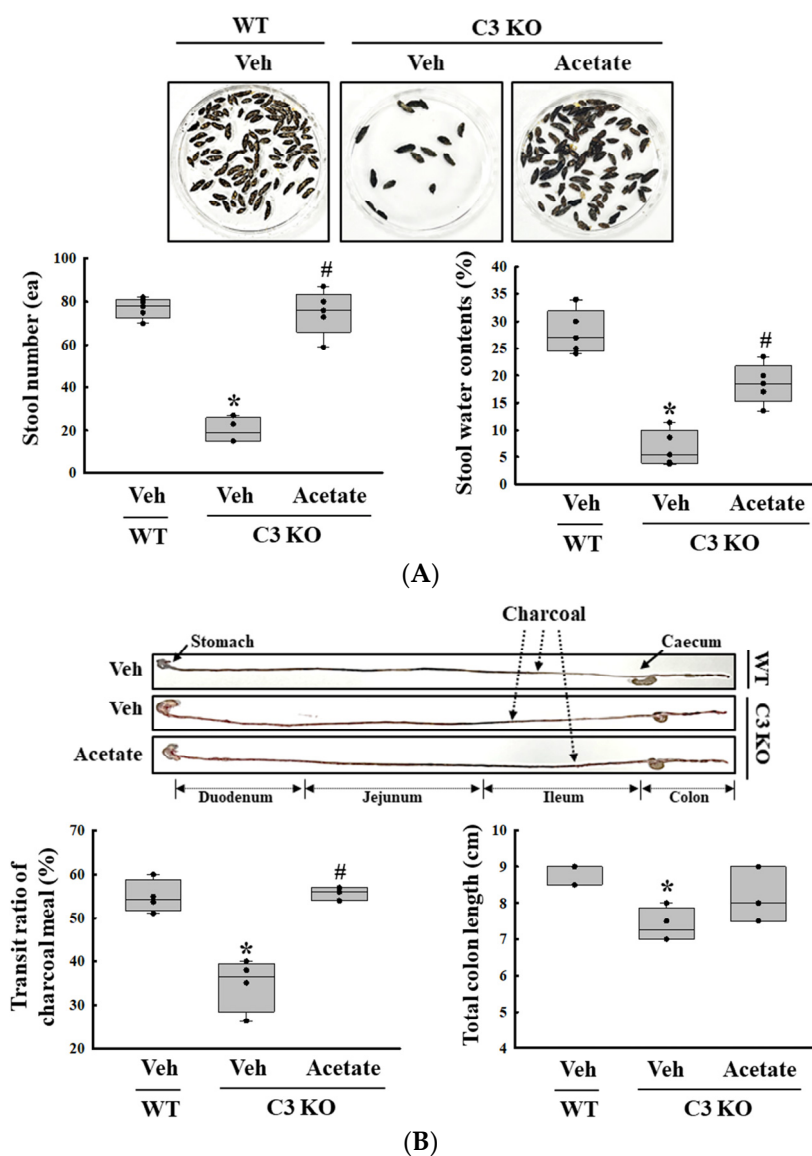 WT C3 KO
Veh Veh Acetate
Stool number (ea)
100
80
60
40
20
0
*
#
Veh Veh Acetate
WT C3 KO
Stool water contents (%)
40
35
30
25
20
15
10
5
0
*
#
Veh Veh Acetate
WT C3 KO
(A)
Charcoal
Stomach Caecum
Veh WT
Veh C3 KO
Acetate
Duodenum Jejunum Ileum Colon
Transit ratio of
charcoal meal (%)
70
60
50
40
30
20
*
#
Veh Veh Acetate
WT C3 KO
Total colon length (cm)
10
9
8
7
6
5
4
*
Veh Veh Acetate
WT C3 KO
(B)